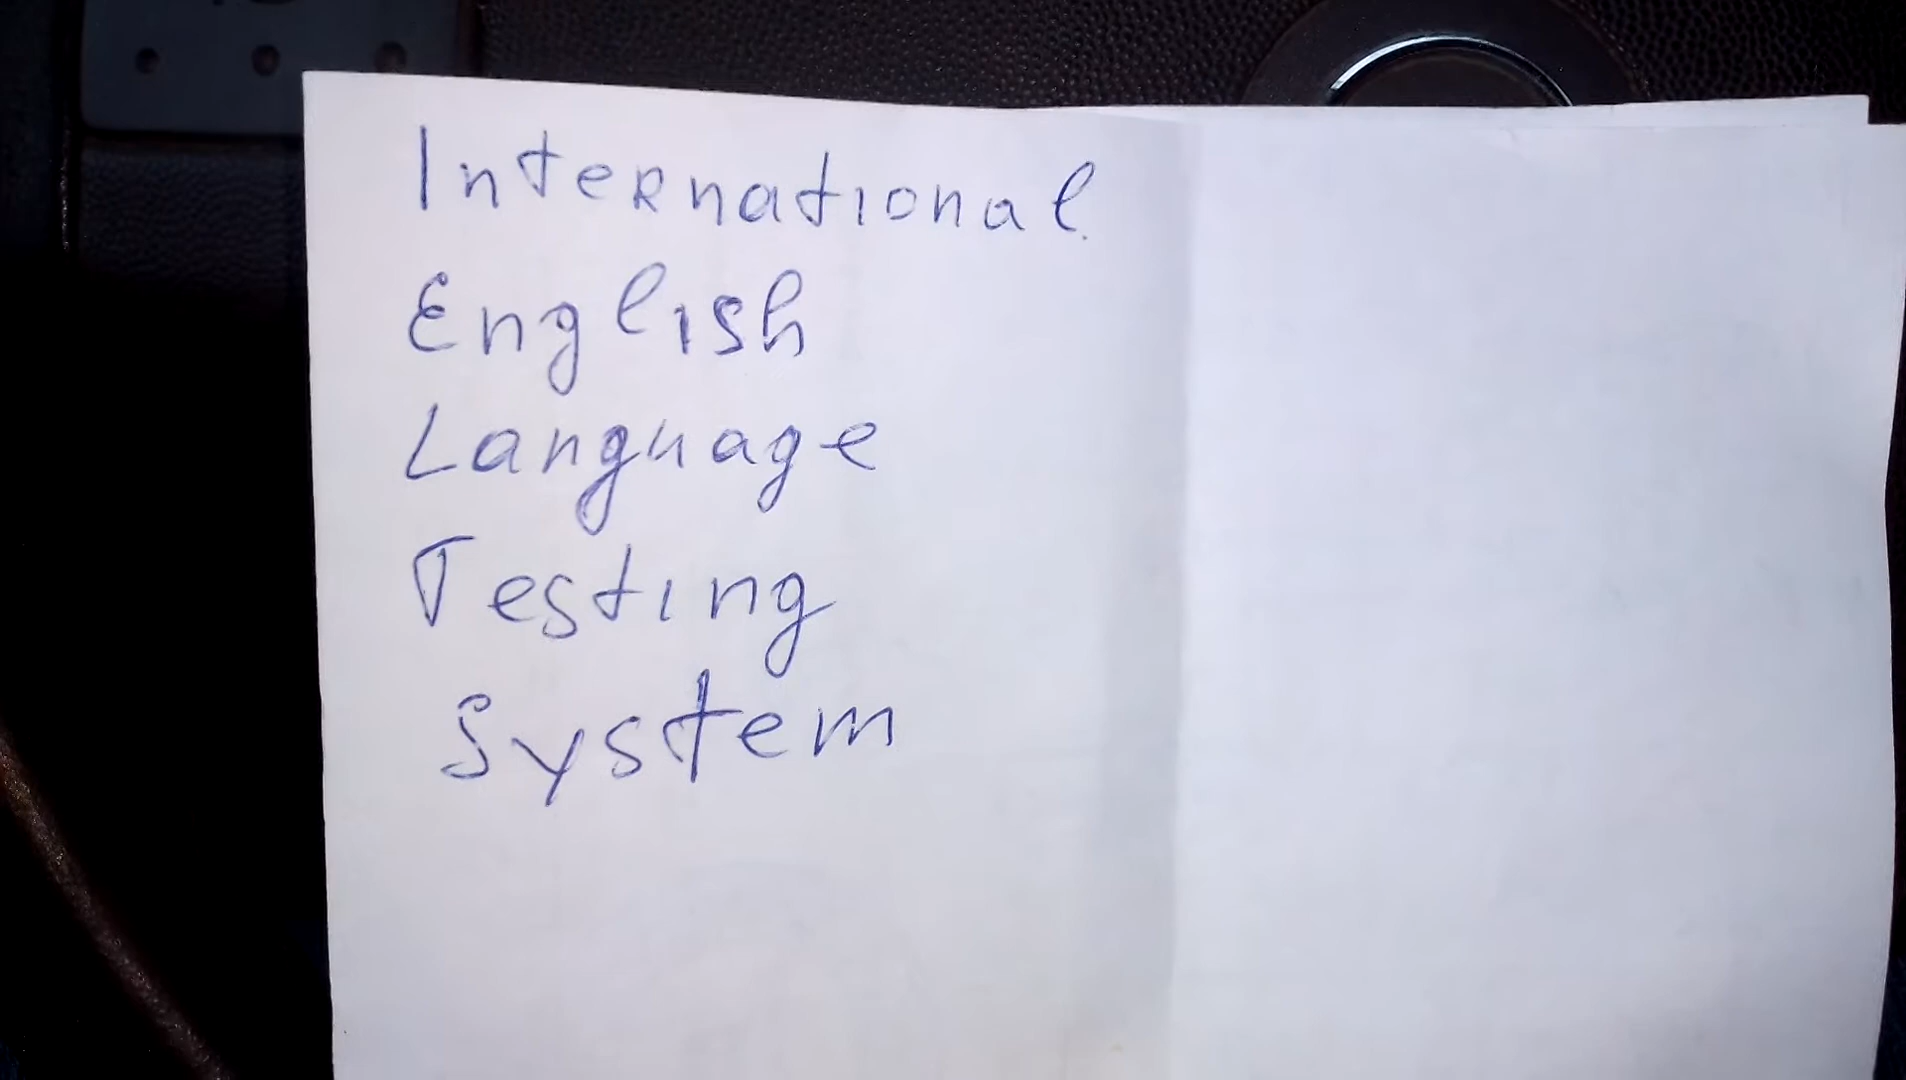 International
English
Language
Testing
System